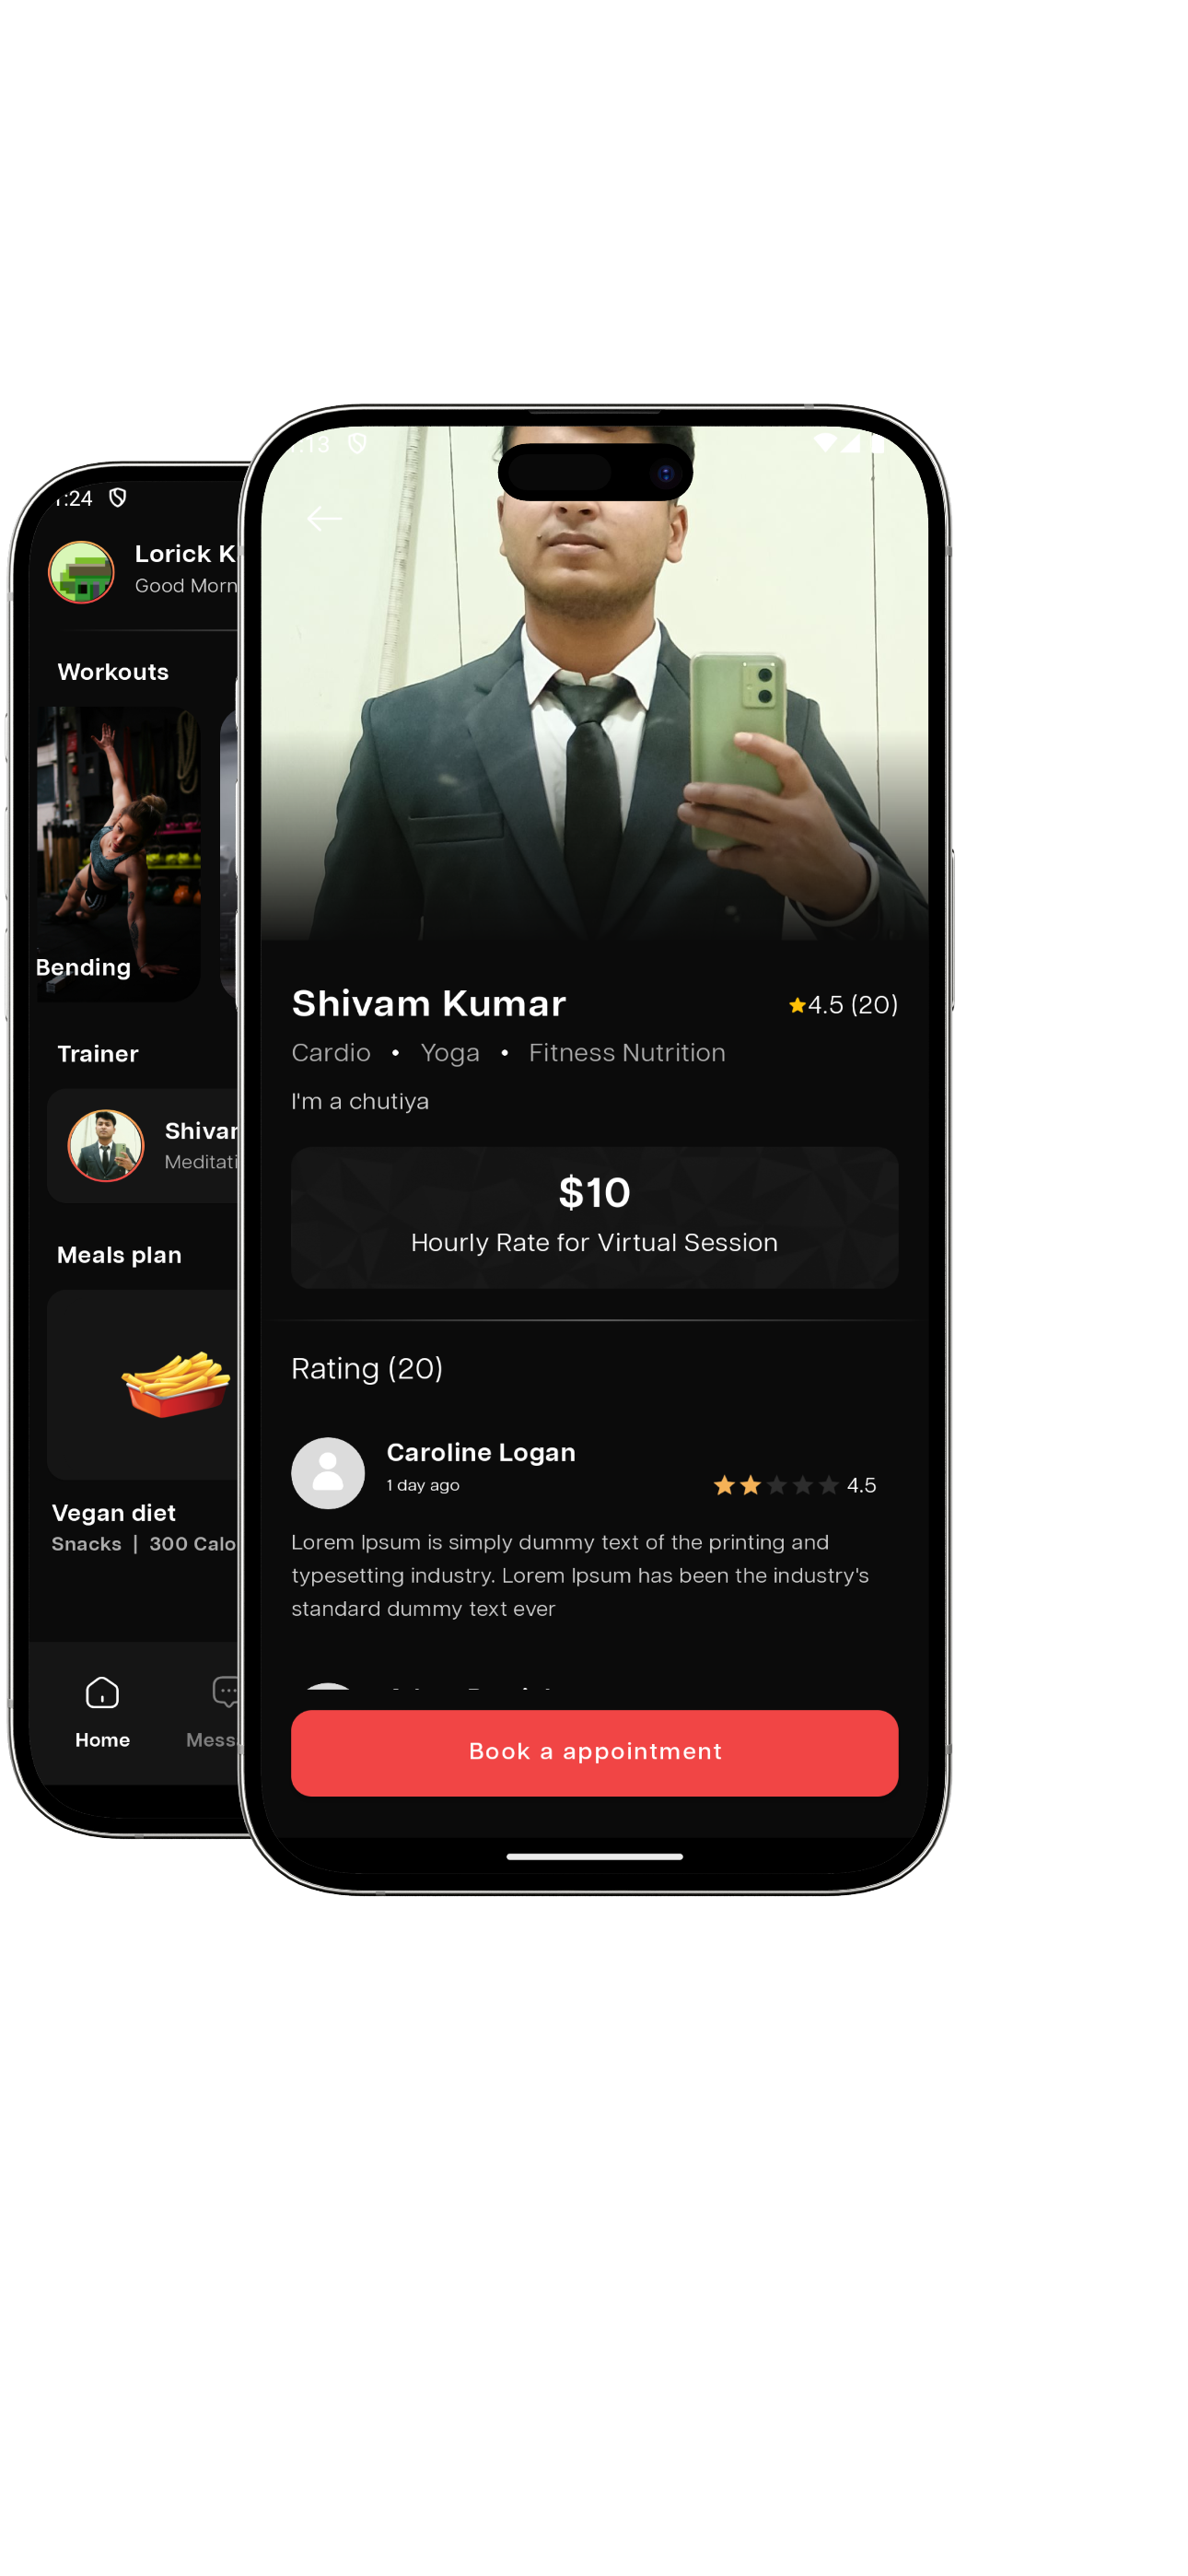 :24
Lorick K
Good Morn
Workouts
Bending
Trainer
Shivar
Meditati
Meals plan
Vegan diet
Snacks | 300 Calo
Home
Mess
:13
Shivam Kumar
4.5 (20)
Cardio • Yoga • Fitness Nutrition
I'm a chutiya
$10
Hourly Rate for Virtual Session
Rating (20)
Caroline Logan
1 day ago
4.5
Lorem Ipsum is simply dummy text of the printing and
typesetting industry. Lorem Ipsum has been the industry's
standard dummy text ever
Book a appointment